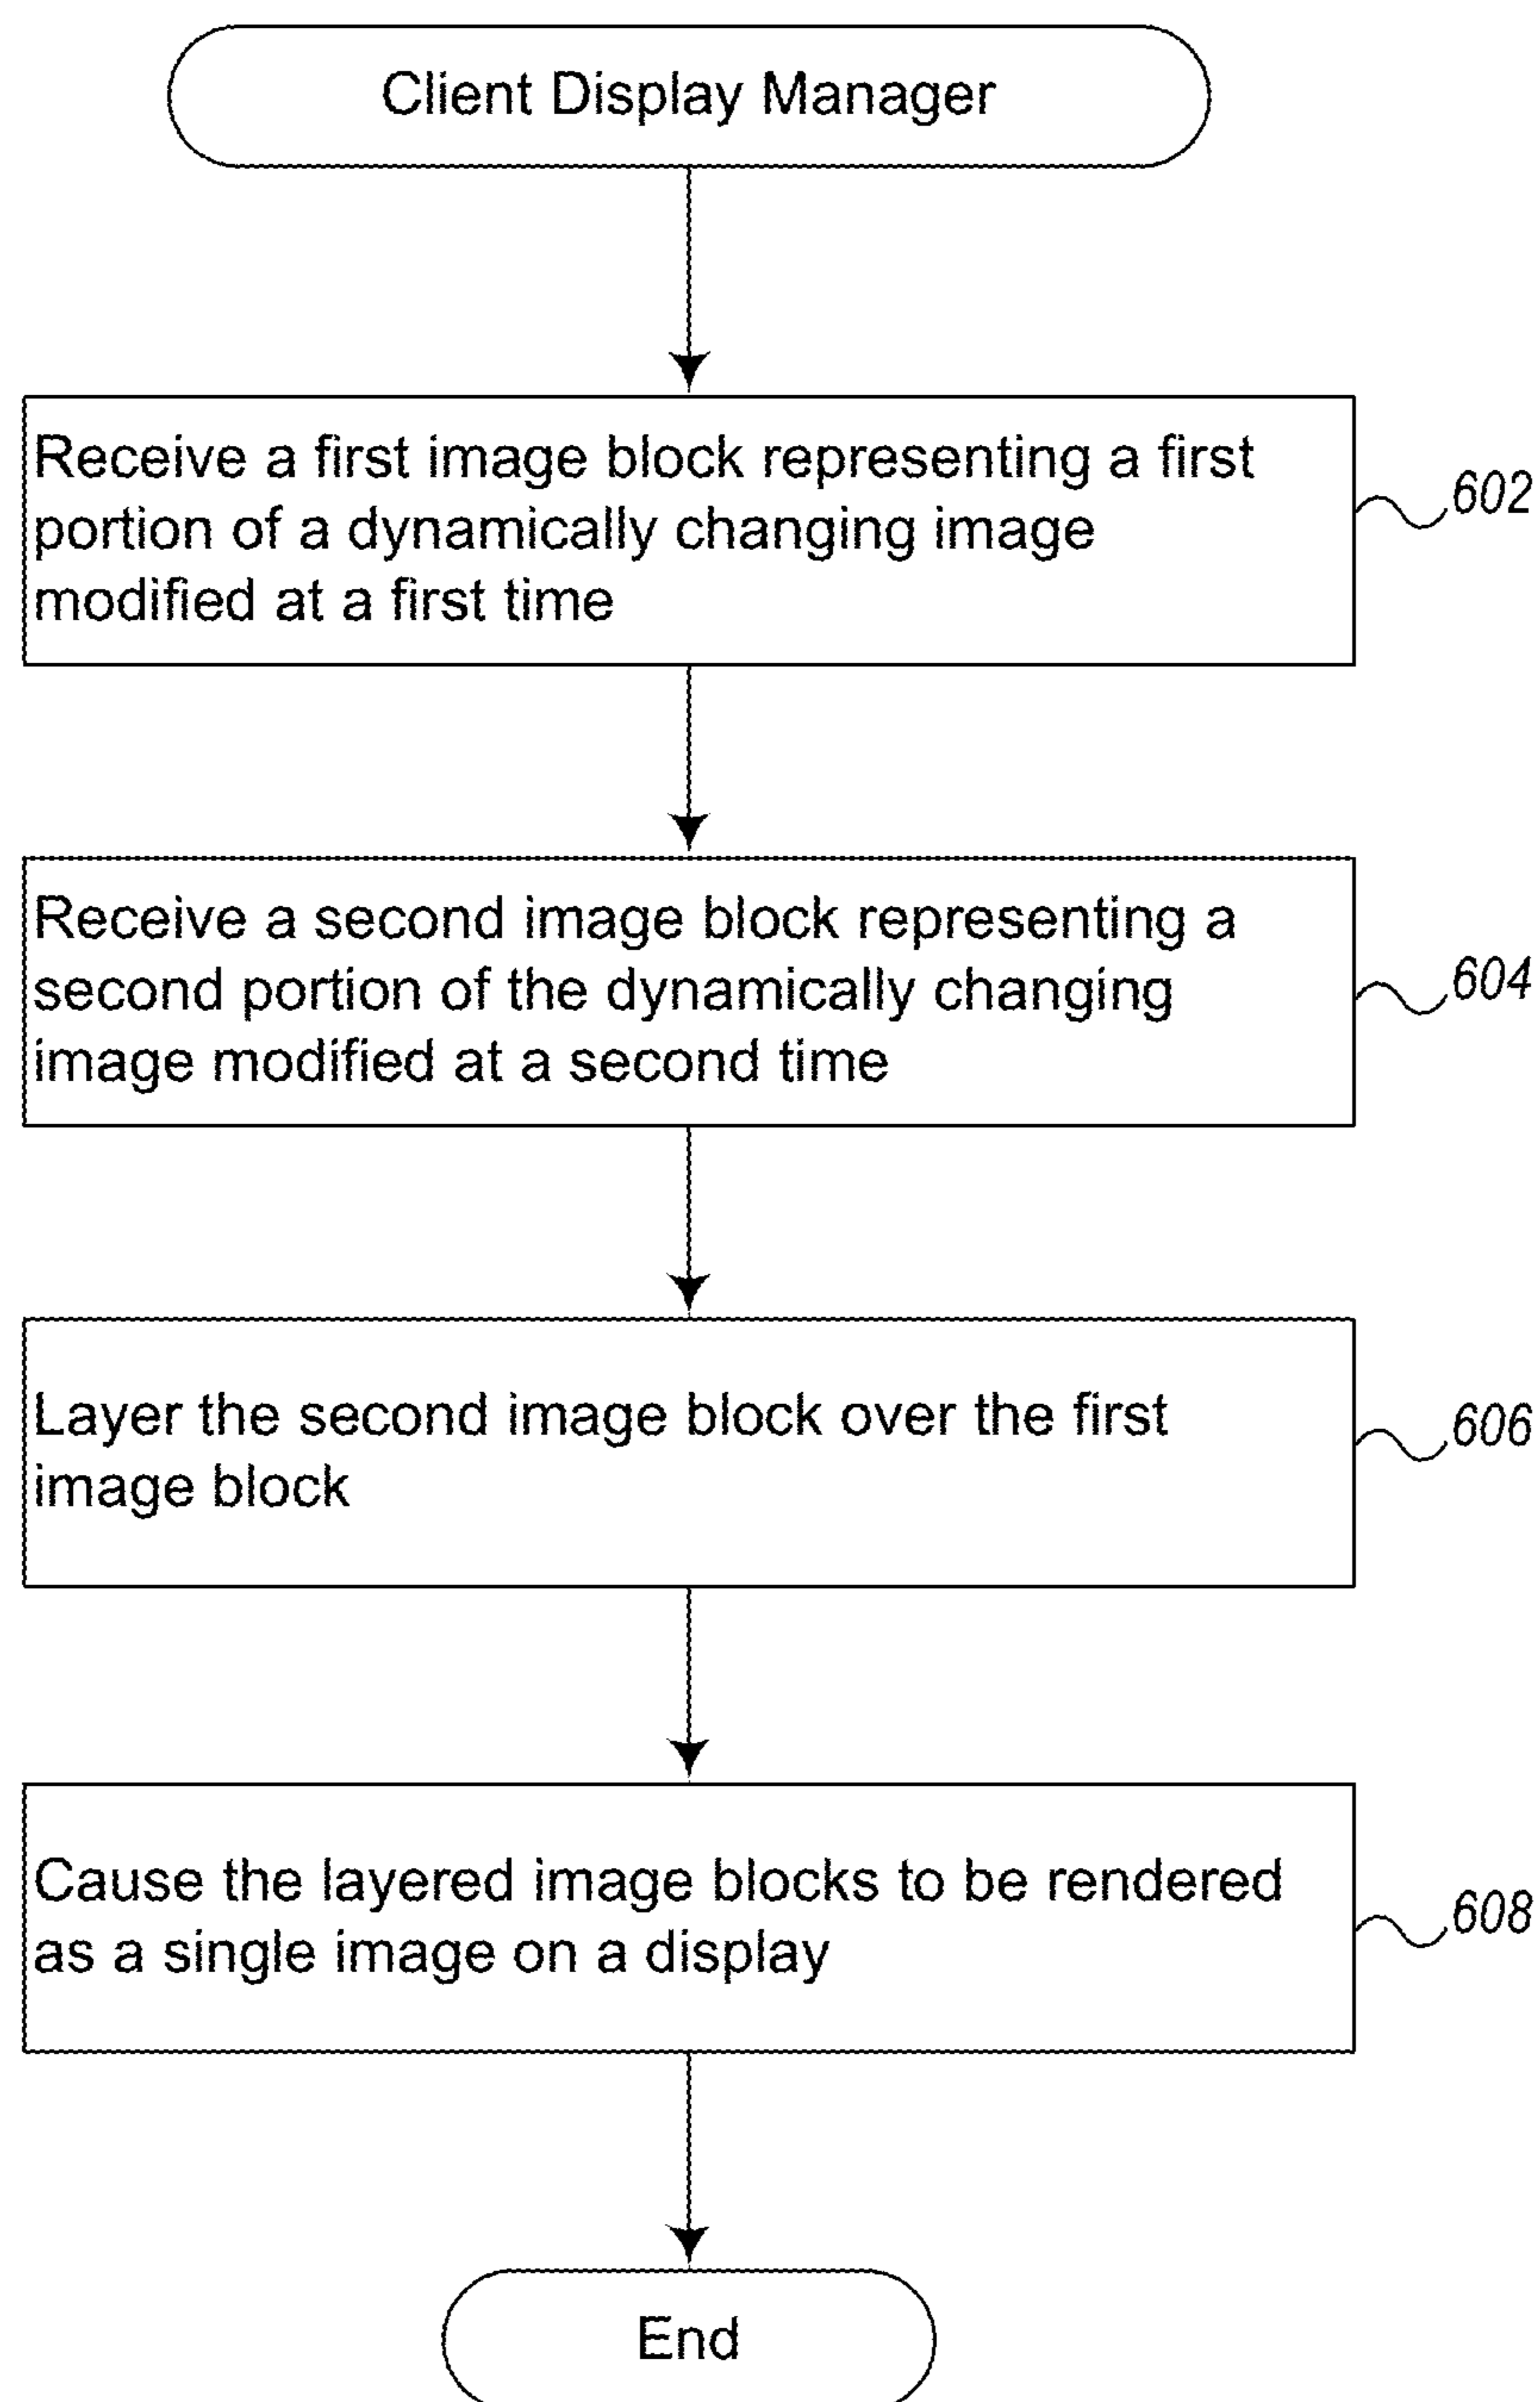 Client Display Manager
Receive a first image block representing a first
portion of a dynamically changing image
modified at a first time
602
Receive a second image block representing a
second portion of the dynamically changing
image modified at a second time
604
Layer the second image block over the first
image block
606
Cause the layered image blocks to be rendered
as a single image on a display
608
End